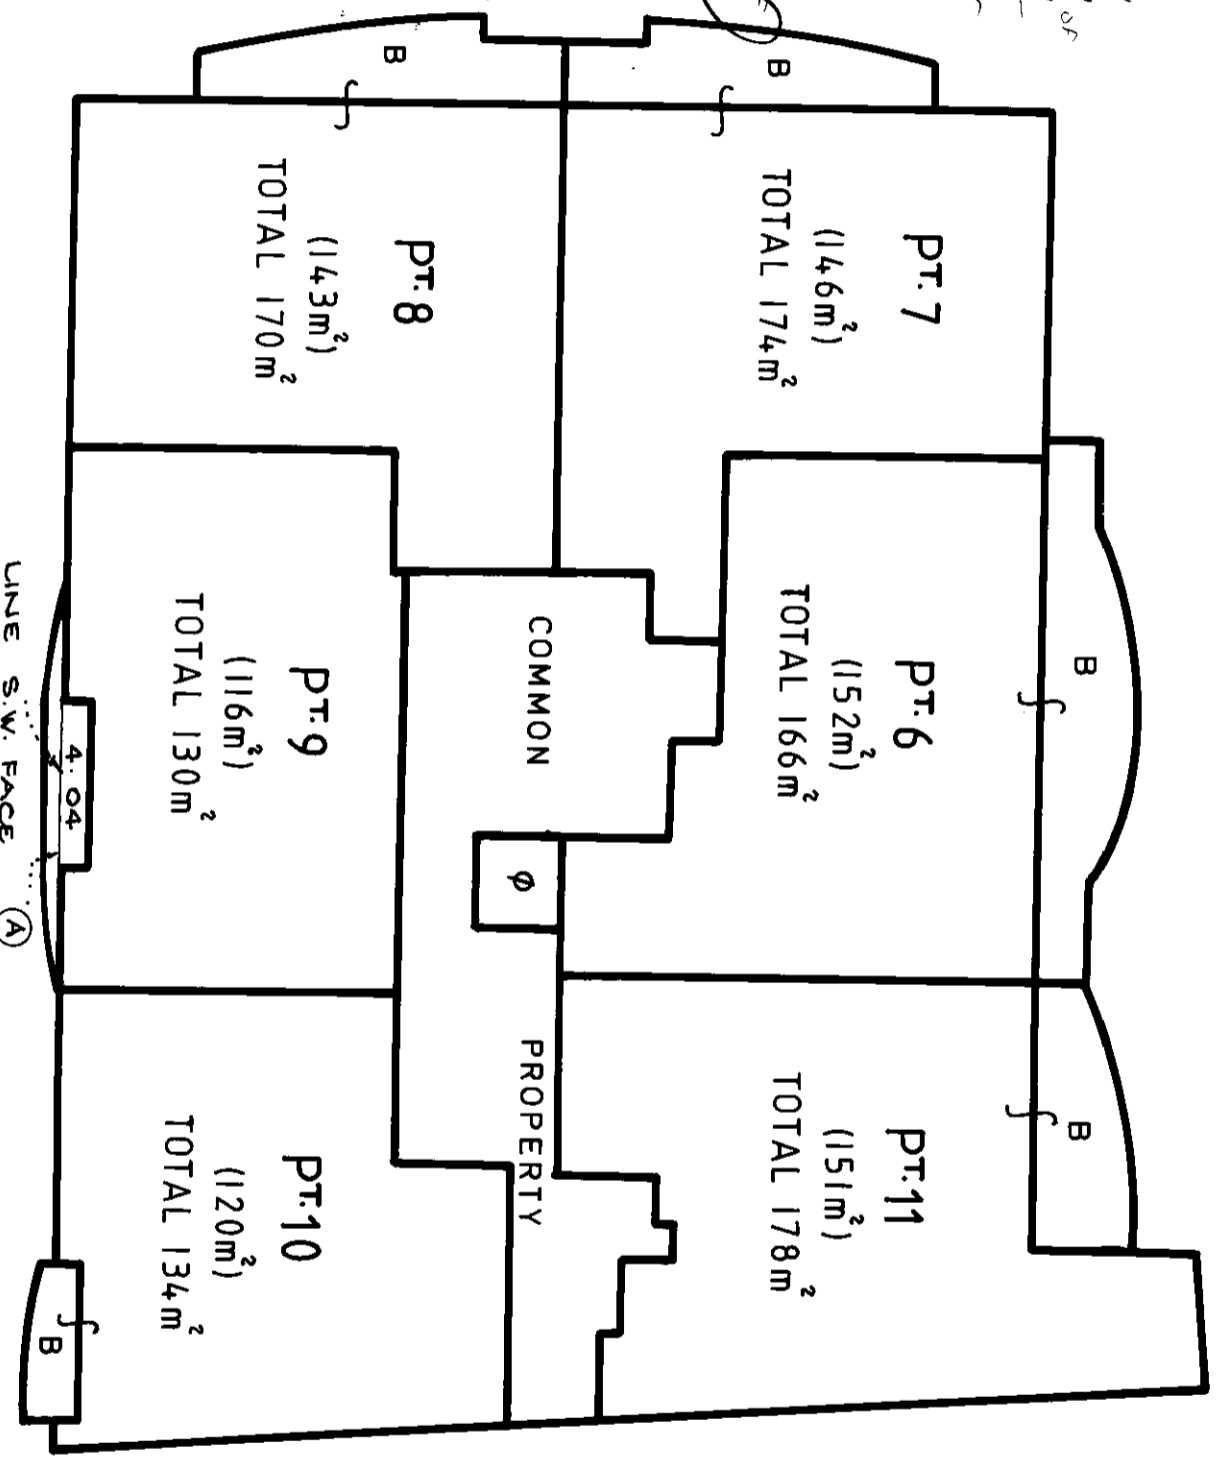 B
B
PT.7
(146m²)
TOTAL 174m²
PT.8
(143m²)
TOTAL 170m²
B
PT.6
(152m²)
TOTAL 166m²
COMMON
PT.9
(116m²)
TOTAL 130m²
4.04
LINE S.W. FACE
A
ø
B
PT.11
(151m²)
TOTAL 178m²
PROPERTY
PT.10
(120m²)
TOTAL 134m²
B